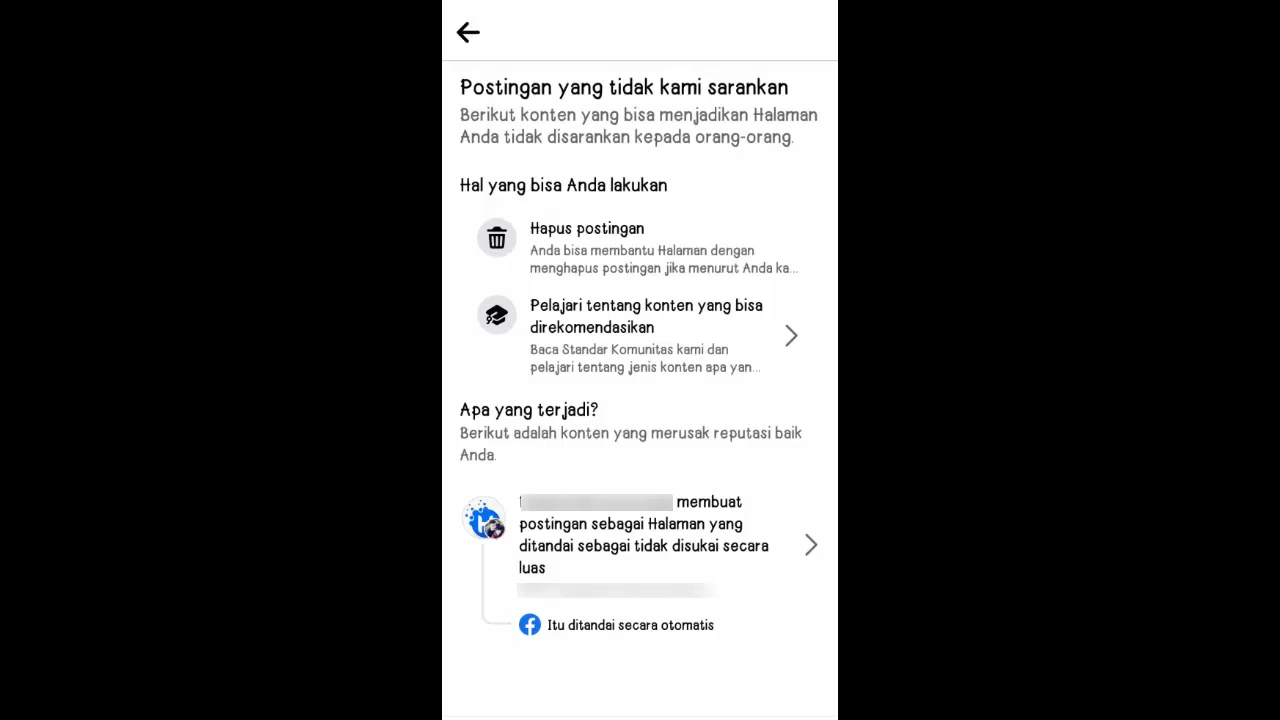 Postingan yang tidak kami sarankan
Berikut konten yang bisa menjadikan Halaman
Anda tidak disarankan kepada orang-orang.
Hal yang bisa Anda lakukan
Hapus postingan
Anda bisa membantu Halaman dengan
menghapus postingan jika menurut Anda ka...
Pelajari tentang konten yang bisa
direkomendasikan
Baca Standar Komunitas kami dan
pelajari tentang jenis konten apa yan...
Apa yang terjadi?
Berikut adalah konten yang merusak reputasi baik
Anda.
membuat
postingan sebagai Halaman yang
ditandai sebagai tidak disukai secara
luas
Itu ditandai secara otomatis